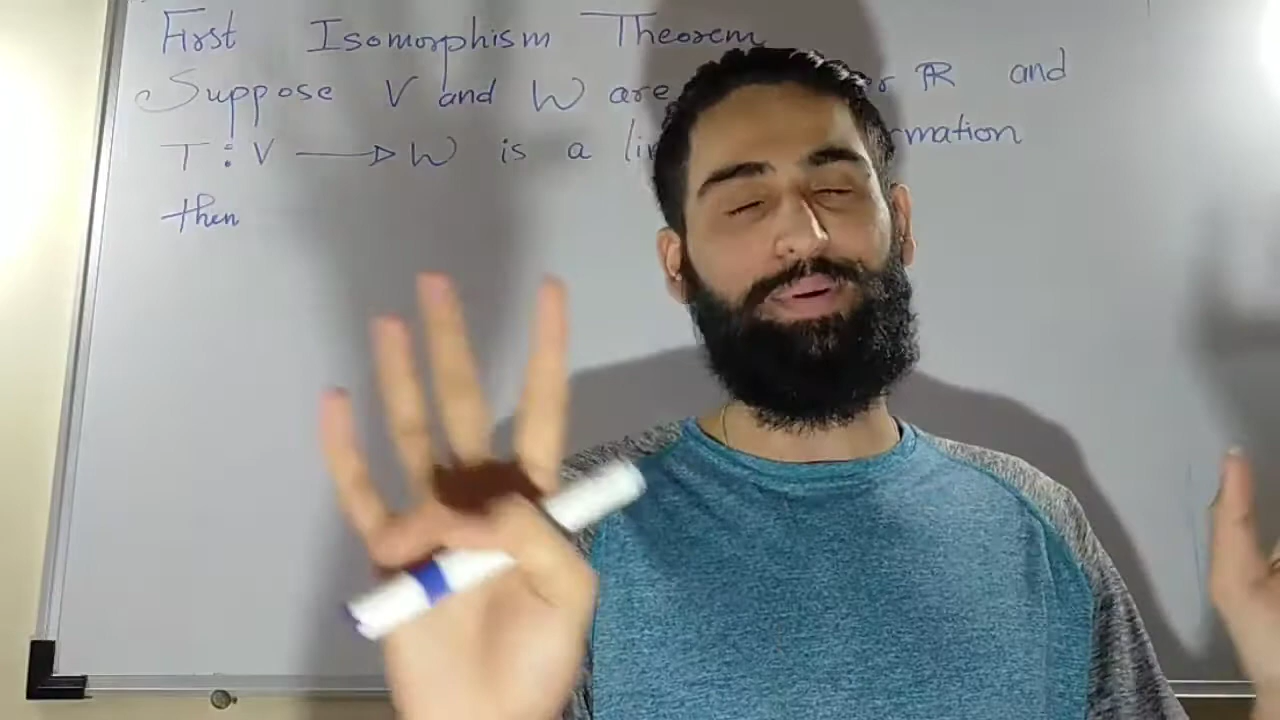 First Isomorphism Theorem
Suppose V and W are ℝ and
T : V → W is a
then